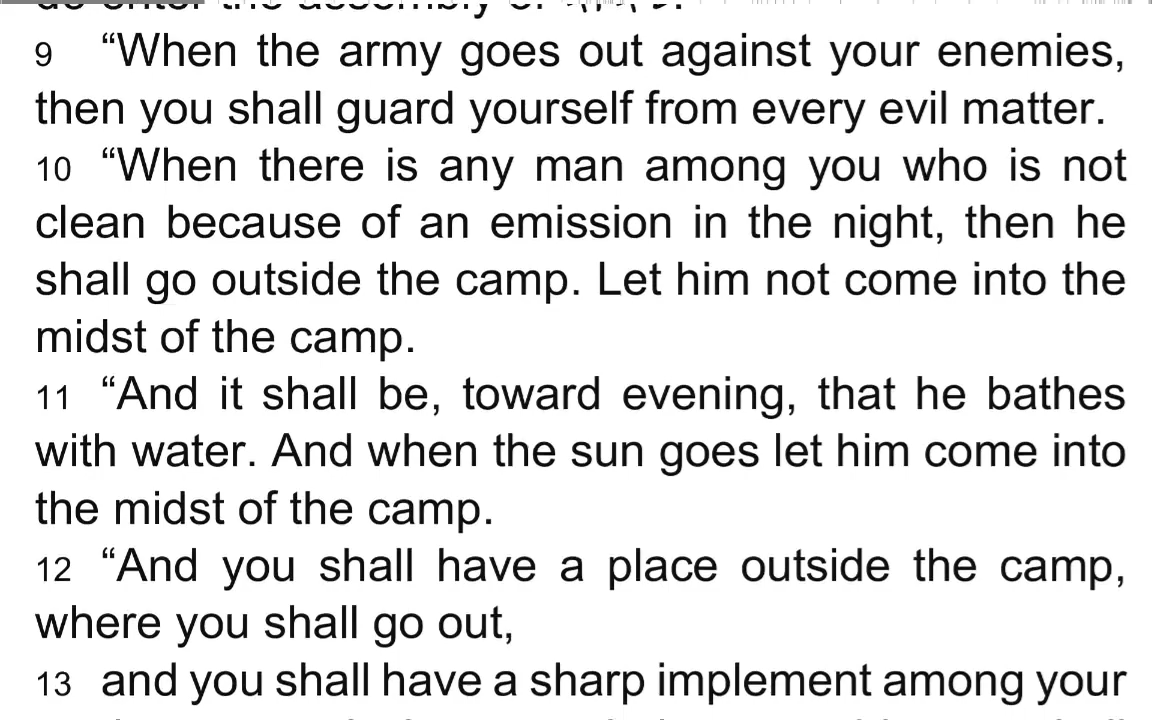 9 “When the army goes out against your enemies,
then you shall guard yourself from every evil matter.
10 “When there is any man among you who is not
clean because of an emission in the night, then he
shall go outside the camp. Let him not come into the
midst of the camp.
11 “And it shall be, toward evening, that he bathes
with water. And when the sun goes let him come into
the midst of the camp.
12 “And you shall have a place outside the camp,
where you shall go out,
13 and you shall have a sharp implement among your